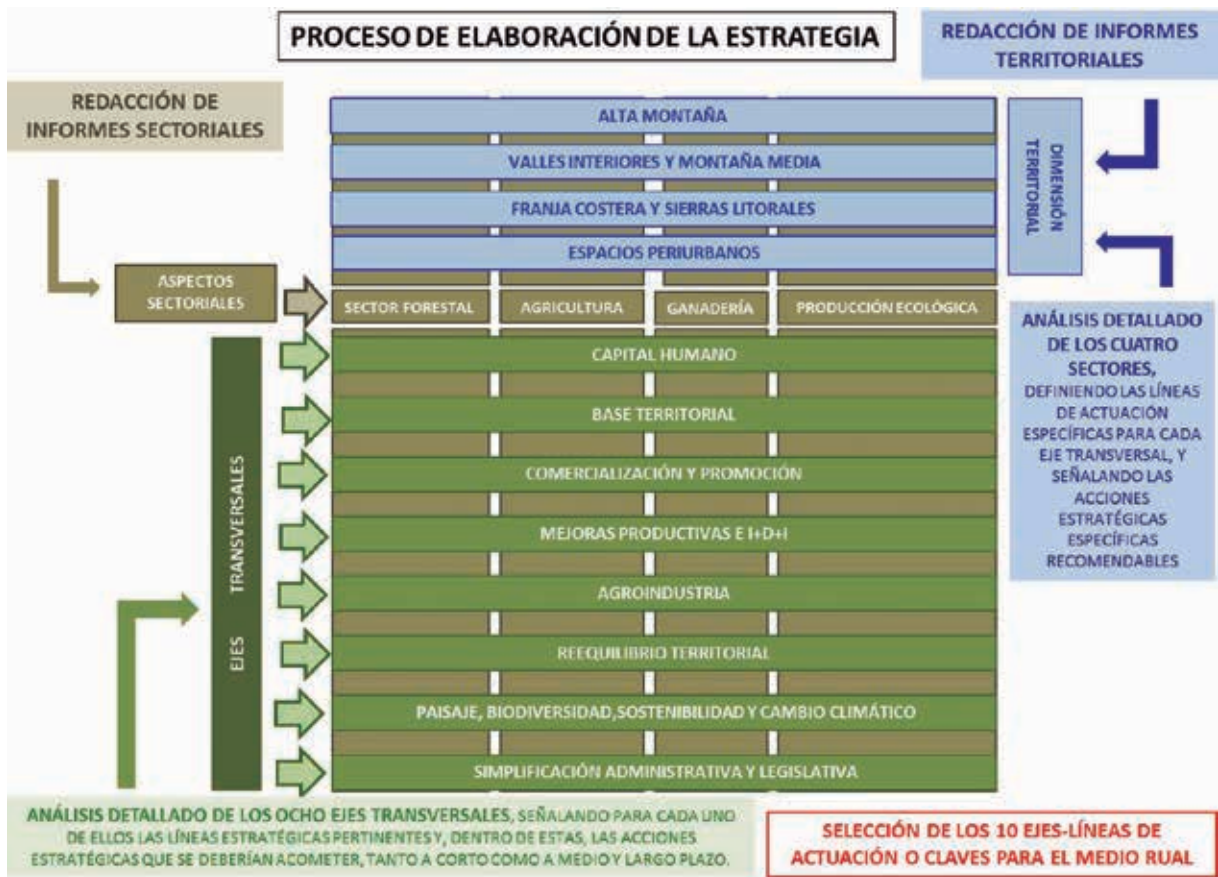 PROCESO DE ELABORACIÓN DE LA ESTRATEGIA
REDACCIÓN DE INFORMES
TERRITORIALES
REDACCIÓN DE
INFORMES SECTORIALES
ALTA MONTAÑA
VALLES INTERIORES Y MONTAÑA MEDIA
FRANJA COSTERA Y SIERRAS LITORALES
ESPACIOS PERIURBANOS
DIMENSIÓN
TERRITORIAL
ASPECTOS
SECTORIALES
SECTOR FORESTAL
AGRICULTURA
GANADERÍA
PRODUCCIÓN ECOLÓGICA
EJES TRANSVERSALES
CAPITAL HUMANO
BASE TERRITORIAL
COMERCIALIZACIÓN Y PROMOCIÓN
MEJORAS PRODUCTIVAS E I+D+I
AGROINDUSTRIA
REEQUILIBRIO TERRITORIAL
PAISAJE, BIODIVERSIDAD,SOSTENIBILIDAD Y CAMBIO CLIMÁTICO
SIMPLIFICACIÓN ADMINISTRATIVA Y LEGISLATIVA
ANÁLISIS DETALLADO
DE LOS CUATRO
SECTORES,
DEFINIENDO LAS LÍNEAS
DE ACTUACIÓN
ESPECÍFICAS PARA CADA
EJE TRANSVERSAL, Y
SEÑALANDO LAS
ACCIONES
ESTRATÉGICAS
ESPECÍFICAS
RECOMENDABLES
ANÁLISIS DETALLADO DE LOS OCHO EJES TRANSVERSALES, SEÑALANDO PARA CADA UNO
DE ELLOS LAS LÍNEAS ESTRATÉGICAS PERTINENTES Y, DENTRO DE ESTAS, LAS ACCIONES
ESTRATÉGICAS QUE SE DEBERÍAN ACOMETER, TANTO A CORTO COMO A MEDIO Y LARGO PLAZO.
SELECCIÓN DE LOS 10 EJES-LÍNEAS DE
ACTUACIÓN O CLAVES PARA EL MEDIO RUAL